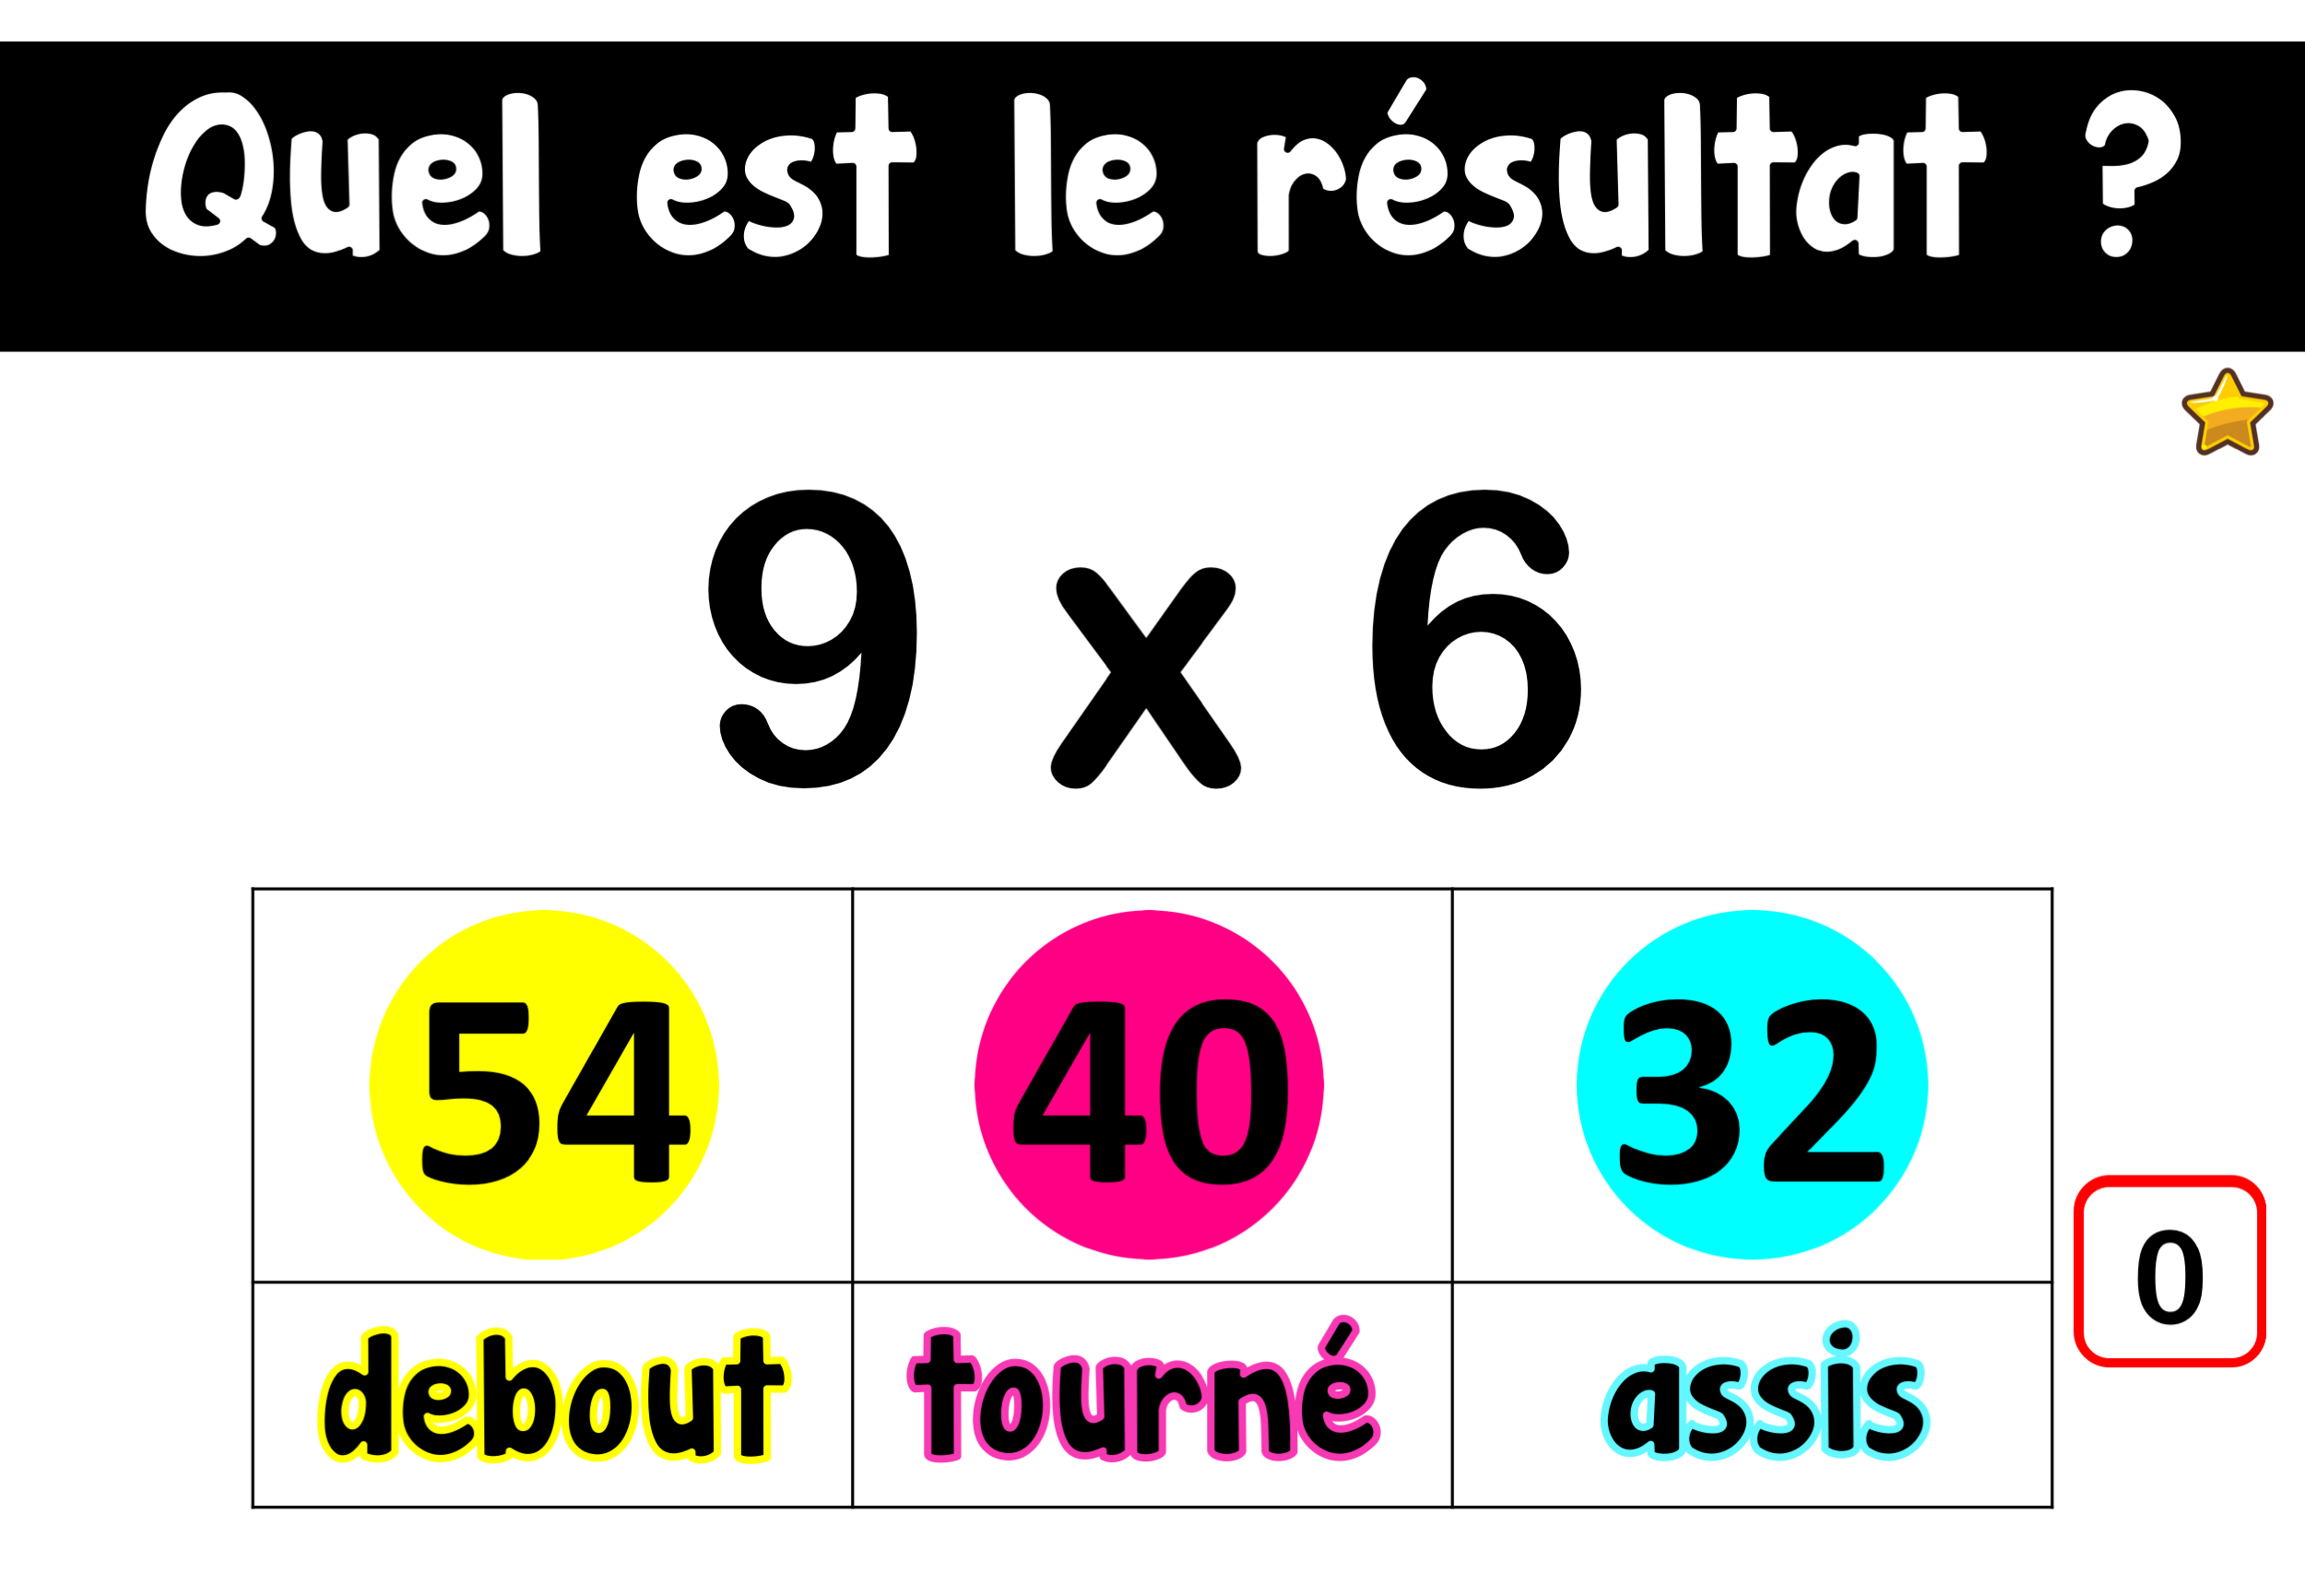 Quel est le résultat ?
9 x 6
54 40 32
0
debout tourné assis